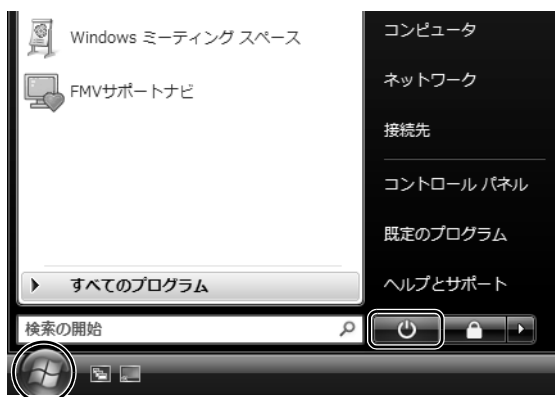 Windows ミーティング スペース
FMVサポートナビ
すべてのプログラム
検索の開始
コンピュータ
ネットワーク
接続先
コントロール パネル
既定のプログラム
ヘルプとサポート